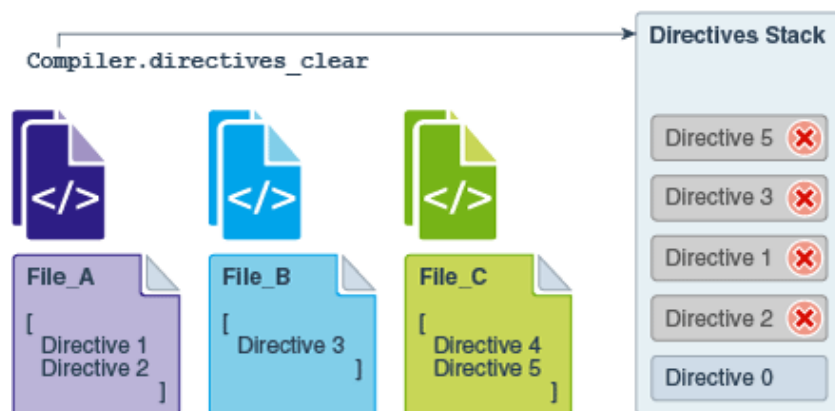 Compiler.directives_clear
Directives Stack
</>
</>
</>
File_A
[
Directive 1
Directive 2
]
File_B
[
Directive 3
]
File_C
[
Directive 4
Directive 5
]
Directive 5
Directive 3
Directive 1
Directive 2
Directive 0